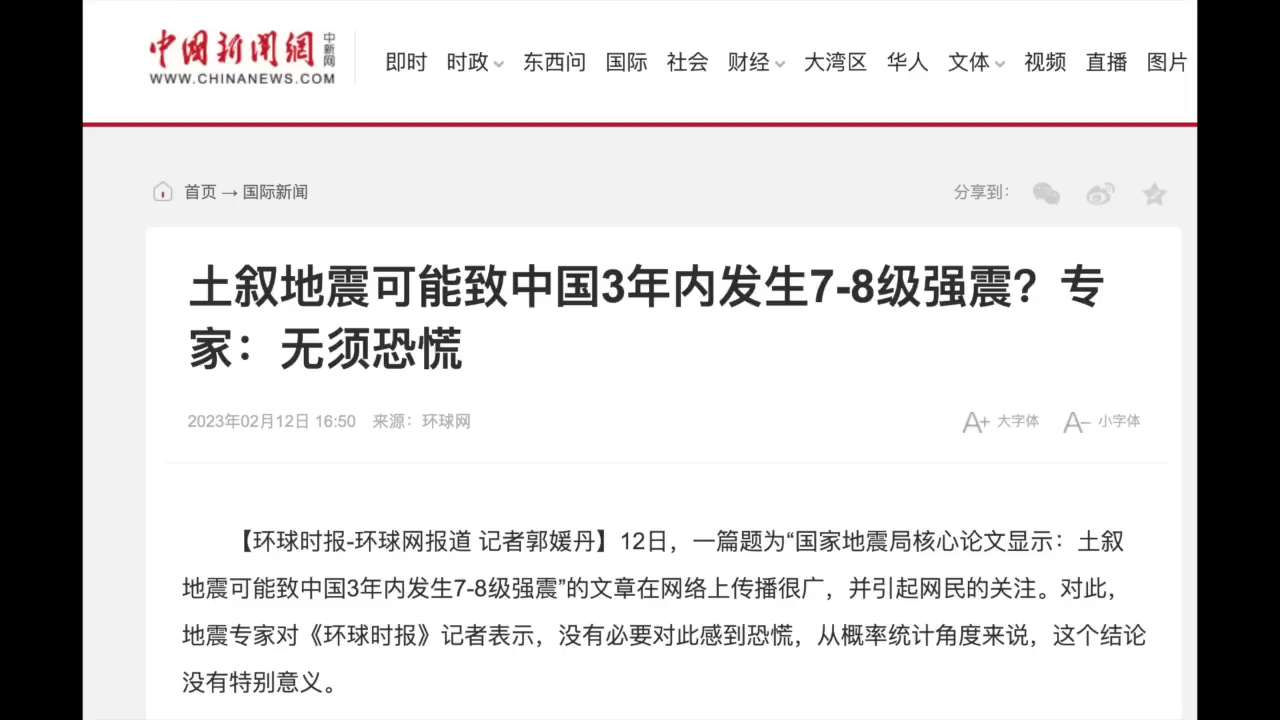 中国新闻网 中新网
WWW.CHINANEWS.COM
即时 时政 东西问 国际 社会 财经 大湾区 华人 文体 视频 直播 图片
首页 → 国际新闻 分享到：
土叙地震可能致中国3年内发生7-8级强震？专
家：无须恐慌
2023年02月12日 16:50 来源：环球网 A+ 大字体 A- 小字体
【环球时报-环球网报道 记者郭媛丹】12日，一篇题为“国家地震局核心论文显示：土叙
地震可能致中国3年内发生7-8级强震”的文章在网络上传播很广，并引起网民的关注。对此，
地震专家对《环球时报》记者表示，没有必要对此感到恐慌，从概率统计角度来说，这个结论
没有特别意义。